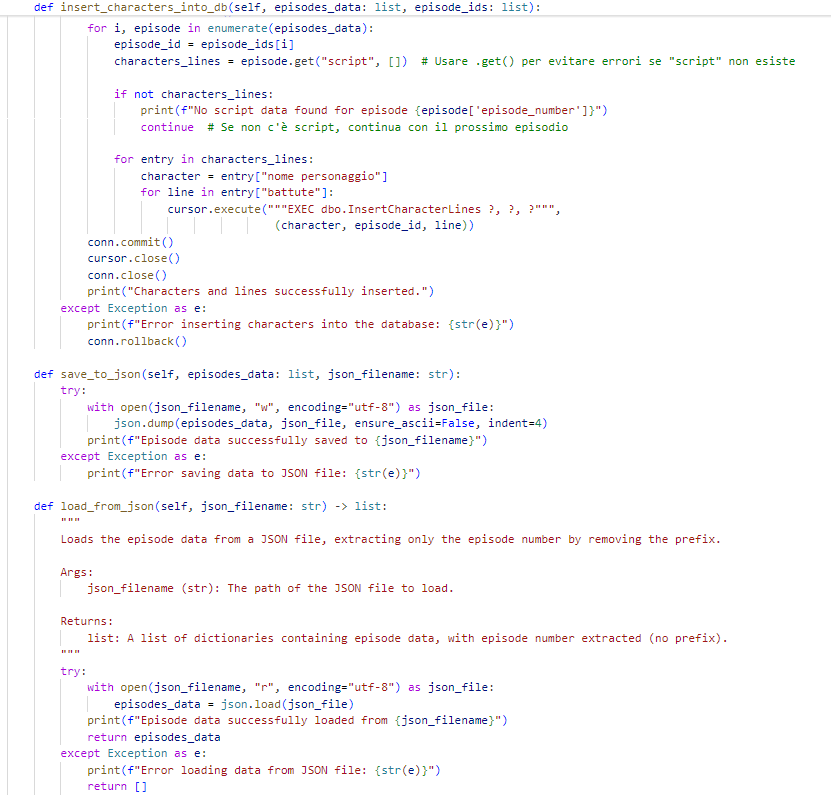 def insert_characters_into_db(self, episodes_data: list, episode_ids: list):
for i, episode in enumerate(episodes_data):
episode_id = episode_ids[i]
characters_lines = episode.get("script", [])  # Usare .get() per evitare errori se "script" non esiste
if not characters_lines:
print(f"No script data found for episode {episode['episode_number']}")
continue  # Se non c'è script, continua con il prossimo episodio
for entry in characters_lines:
character = entry["nome personaggio"]
for line in entry["battute"]:
cursor.execute("""EXEC dbo.InsertCharacterLines ?, ?, ?""",
(character, episode_id, line))
conn.commit()
cursor.close()
conn.close()
print("Characters and lines successfully inserted.")
except Exception as e:
print(f"Error inserting characters into the database: {str(e)}")
conn.rollback()
def save_to_json(self, episodes_data: list, json_filename: str):
try:
with open(json_filename, "w", encoding="utf-8") as json_file:
json.dump(episodes_data, json_file, ensure_ascii=False, indent=4)
print(f"Episode data successfully saved to {json_filename}")
except Exception as e:
print(f"Error saving data to JSON file: {str(e)}")
def load_from_json(self, json_filename: str) -> list:
"""
Loads the episode data from a JSON file, extracting only the episode number by removing the prefix.
Args:
json_filename (str): The path of the JSON file to load.
Returns:
list: A list of dictionaries containing episode data, with episode number extracted (no prefix).
"""
try:
with open(json_filename, "r", encoding="utf-8") as json_file:
episodes_data = json.load(json_file)
print(f"Episode data successfully loaded from {json_filename}")
return episodes_data
except Exception as e:
print(f"Error loading data from JSON file: {str(e)}")
return []